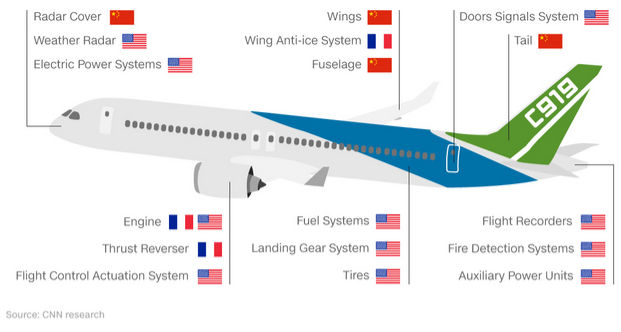 Radar Cover
Weather Radar
Electric Power Systems
Wings
Wing Anti-ice System
Fuselage
Doors Signals System
Tail
C919
Engine
Thrust Reverser
Flight Control Actuation System
Fuel Systems
Landing Gear System
Tires
Flight Recorders
Fire Detection Systems
Auxiliary Power Units
Source: CNN research